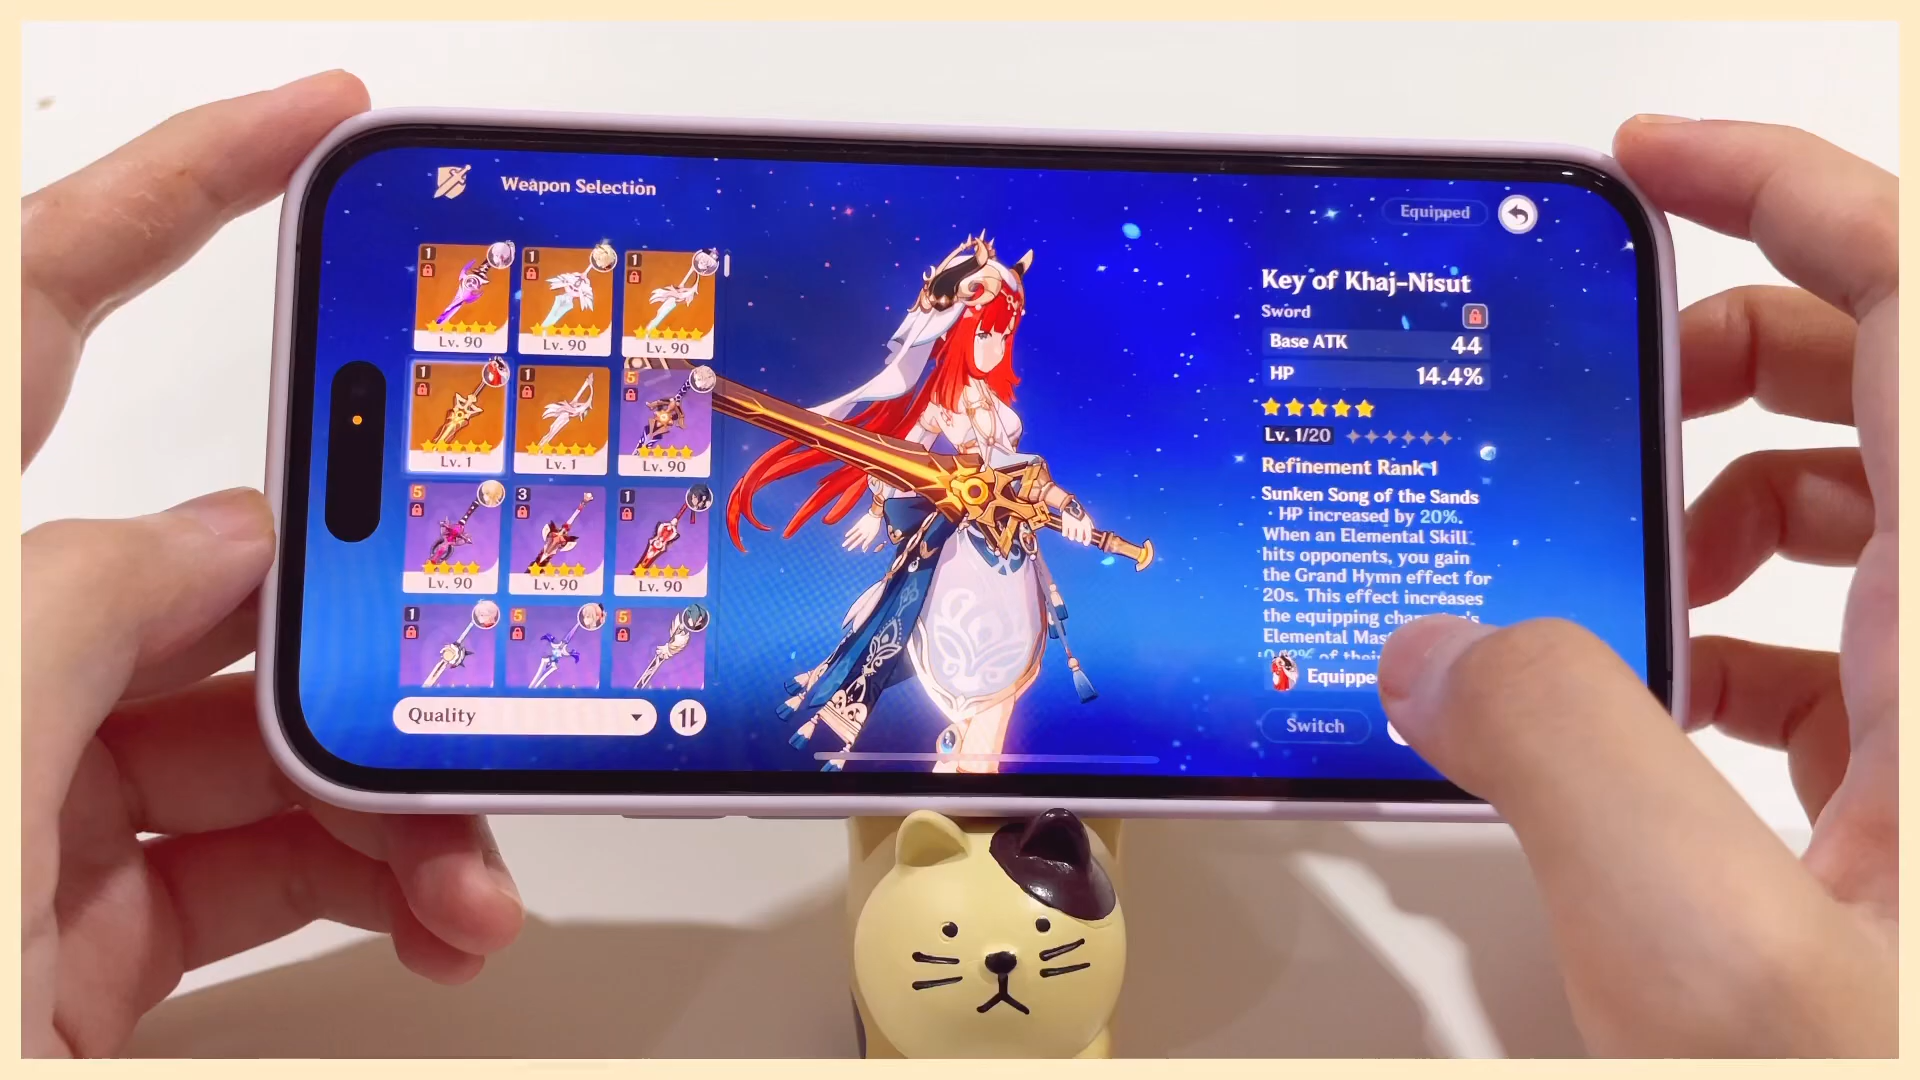 Weapon Selection
Equipped
1
1
1
Lv. 90
Lv. 90
Lv. 90
1
1
5
Lv. 1
Lv. 1
Lv. 90
5
3
1
Lv. 90
Lv. 90
Lv. 90
1
5
5
Quality
Key of Khaj-Nisut
Sword
Base ATK 44
HP 14.4%
Lv. 1/20
Refinement Rank 1
Sunken Song of the Sands
· HP increased by 20%.
When an Elemental Skill
hits opponents, you gain
the Grand Hymn effect for
20s. This effect increases
the equipping
Elemental
of their
Switch